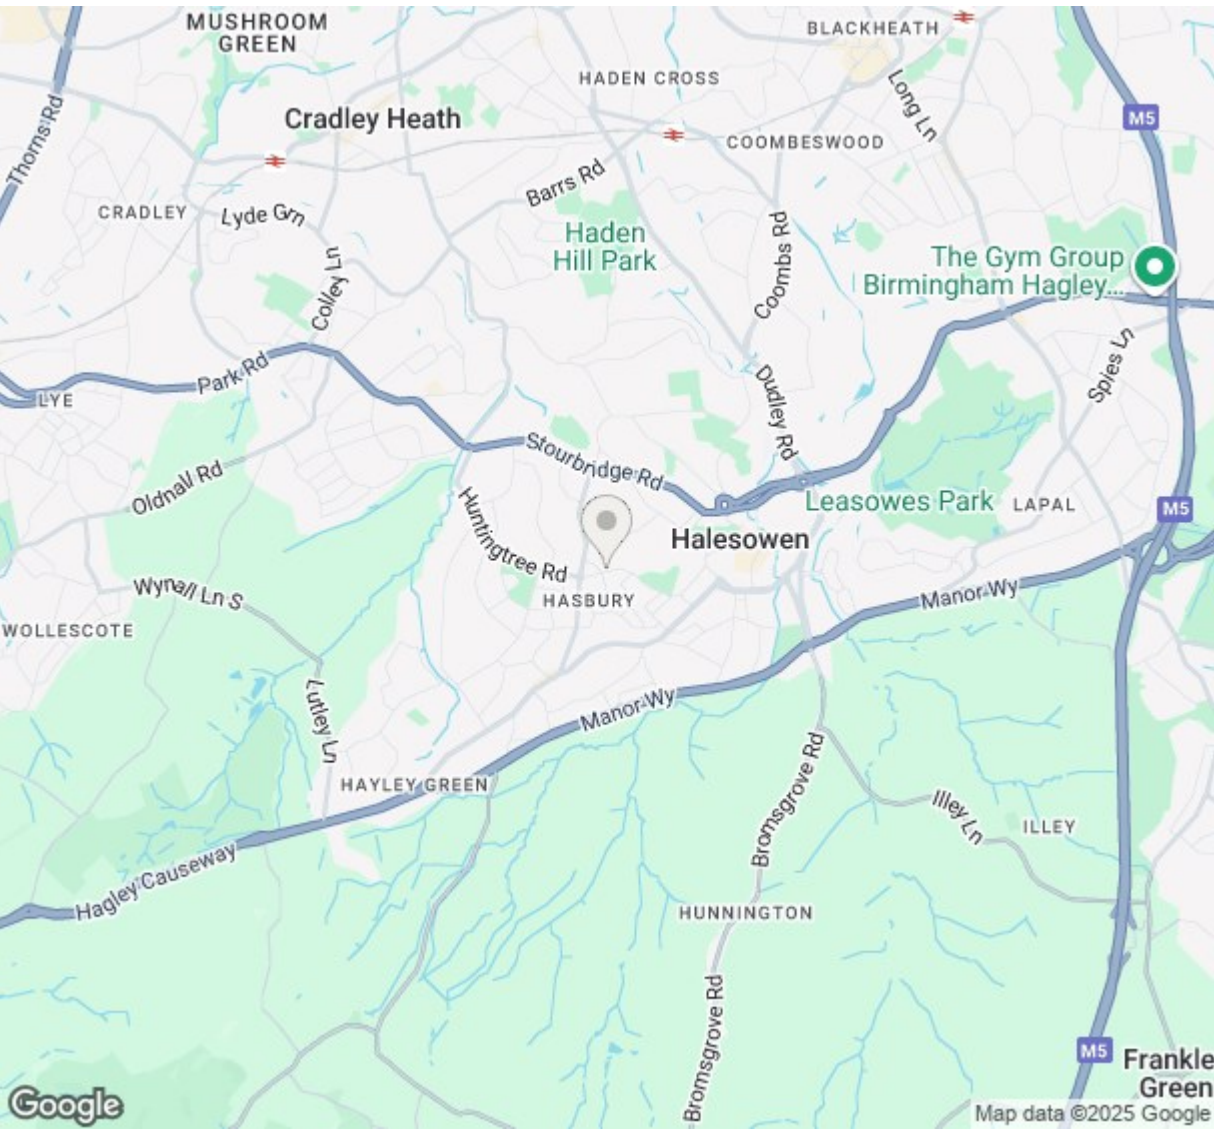 MUSHROOM
GREEN
BLACKHEATH
HADEN CROSS
Thorns Rd
Long Ln
M5
Cradley Heath
COOMBESWOOD
Barrs Rd
CRADLEY
Lyde Grn
Haden
Hill Park
Coombs Rd
The Gym Group
Birmingham Hagley...
Colley Ln
Spies Ln
Park Rd
LYE
Dudley Rd
Stourbridge Rd
Oldnall Rd
Leasowes Park
LAPAL
M5
Huntingtree Rd
Halesowen
Wynall Ln S
HASBURY
Manor Wy
WOLLESCOTE
Lutley Ln
Manor Wy
HAYLEY GREEN
Bromsgrove Rd
Illey Ln
ILLEY
Hagley Causeway
HUNNINGTON
Bromsgrove Rd
M5
Frankle
Green
Google
Map data ©2025 Google